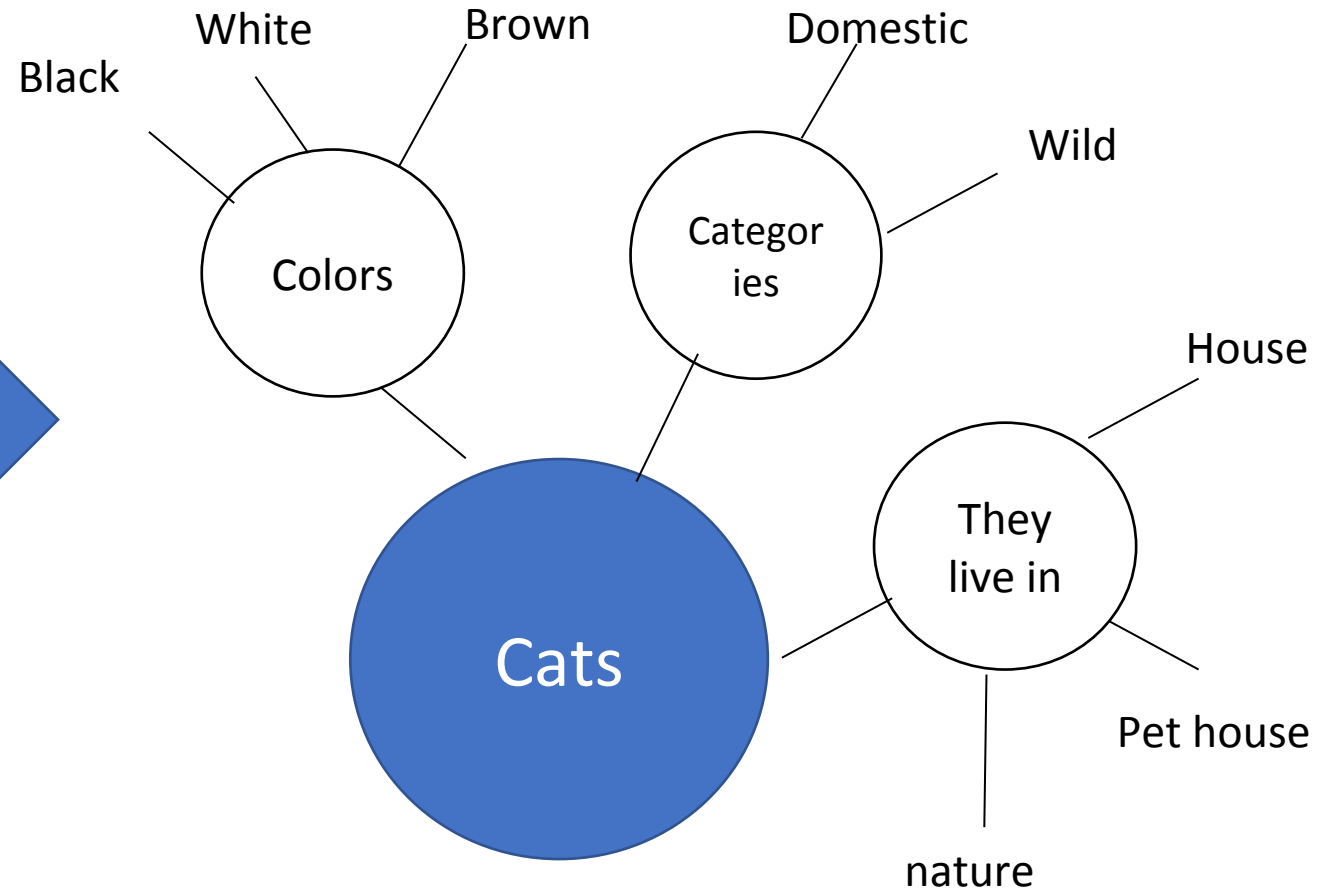 White
Brown
Domestic
Black
Wild
Categor
ies
Colors
House
They
live in
Cats
Pet house
nature